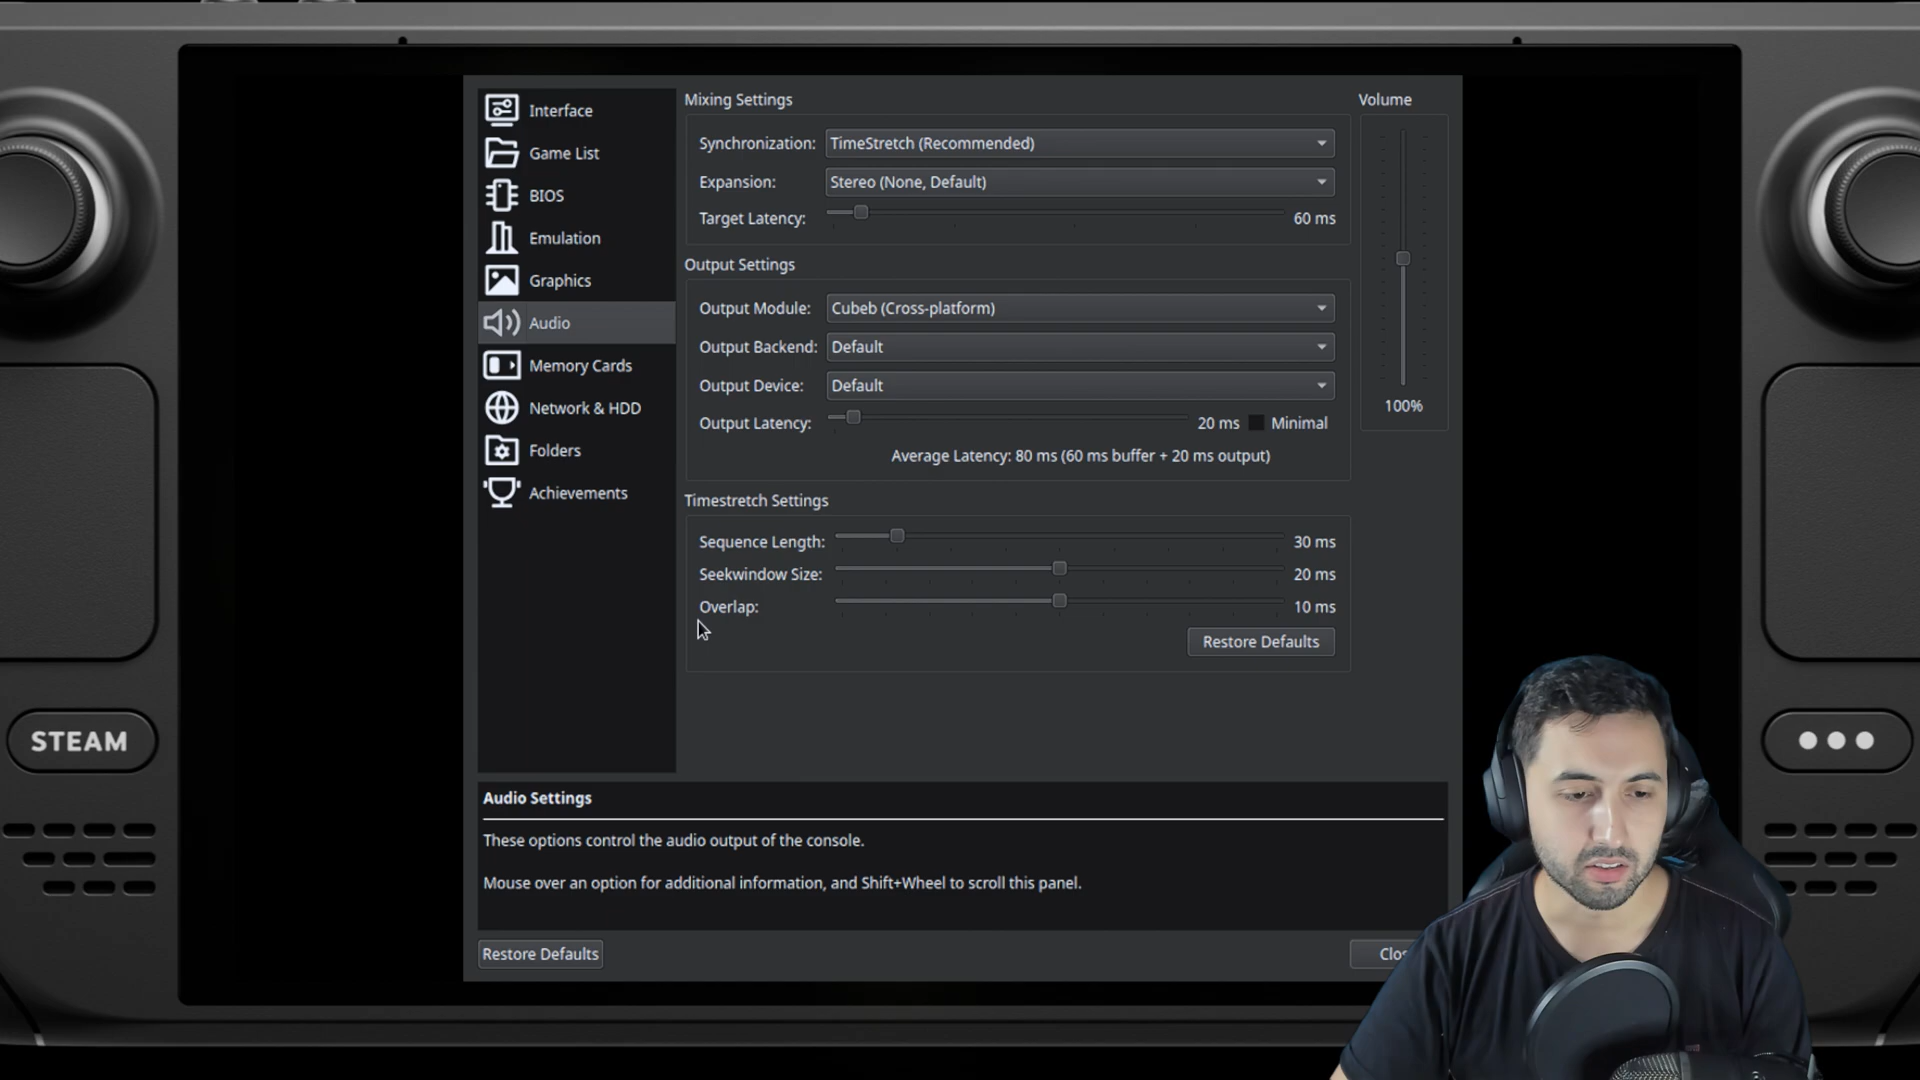 Interface
Game List
BIOS
Emulation
Graphics
Audio
Memory Cards
Network & HDD
Folders
Achievements
Mixing Settings
Synchronization: TimeStretch (Recommended)
Expansion: Stereo (None, Default)
Target Latency: 60 ms
Output Settings
Output Module: Cubeb (Cross-platform)
Output Backend: Default
Output Device: Default
Output Latency: 20 ms Minimal
Average Latency: 80 ms (60 ms buffer + 20 ms output)
Timestretch Settings
Sequence Length: 30 ms
Seekwindow Size: 20 ms
Overlap: 10 ms
Restore Defaults
Volume
100%
Audio Settings
These options control the audio output of the console.
Mouse over an option for additional information, and Shift+Wheel to scroll this panel.
Restore Defaults
Clo
STEAM